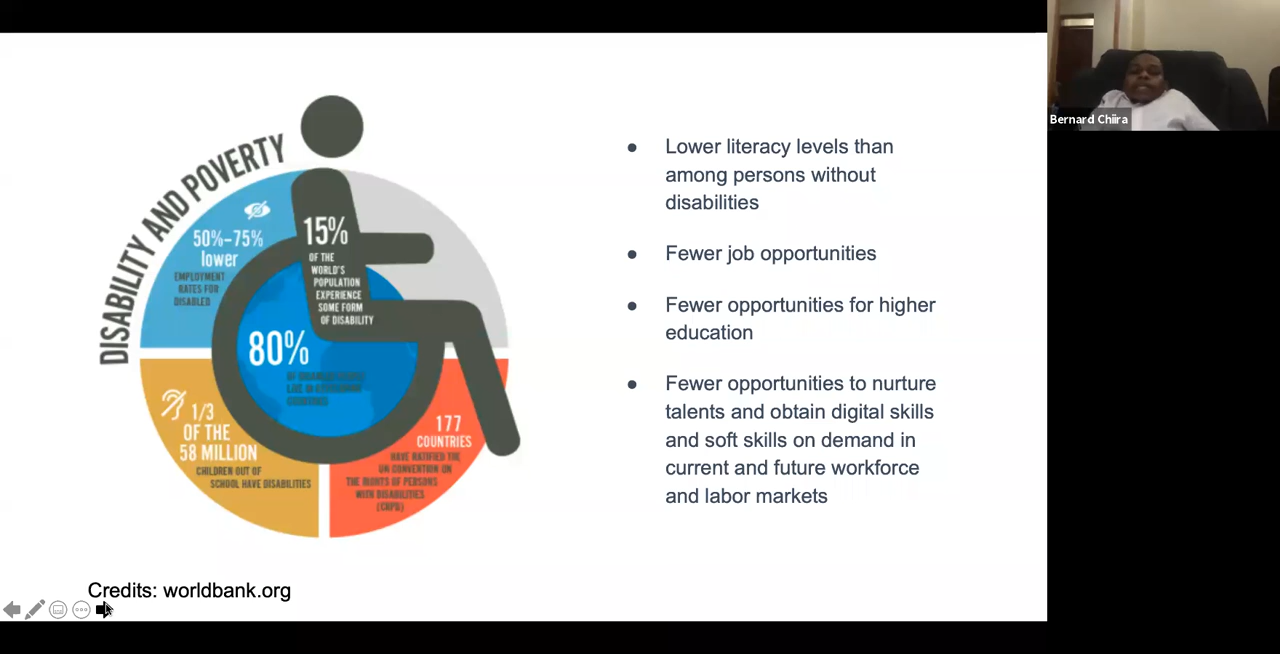 DISABILITY AND POVERTY
50%-75%
lower
EMPLOYMENT
RATES FOR
DISABLED
15%
OF THE
WORLD'S
POPULATION
EXPERIENCE
SOME FORM
OF DISABILITY
80%
LIVE IN
1/3
OF THE
58 MILLION
CHILDREN OUT OF
SCHOOL HAVE DISABILITIES
177
COUNTRIES
HAVE RATIFIED THE
UN CONVENTION ON
THE RIGHTS OF PERSONS
WITH DISABILITIES
(CRPD)
● Lower literacy levels than
among persons without
disabilities
● Fewer job opportunities
● Fewer opportunities for higher
education
● Fewer opportunities to nurture
talents and obtain digital skills
and soft skills on demand in
current and future workforce
and labor markets
Credits: worldbank.org
Bernard Chiira